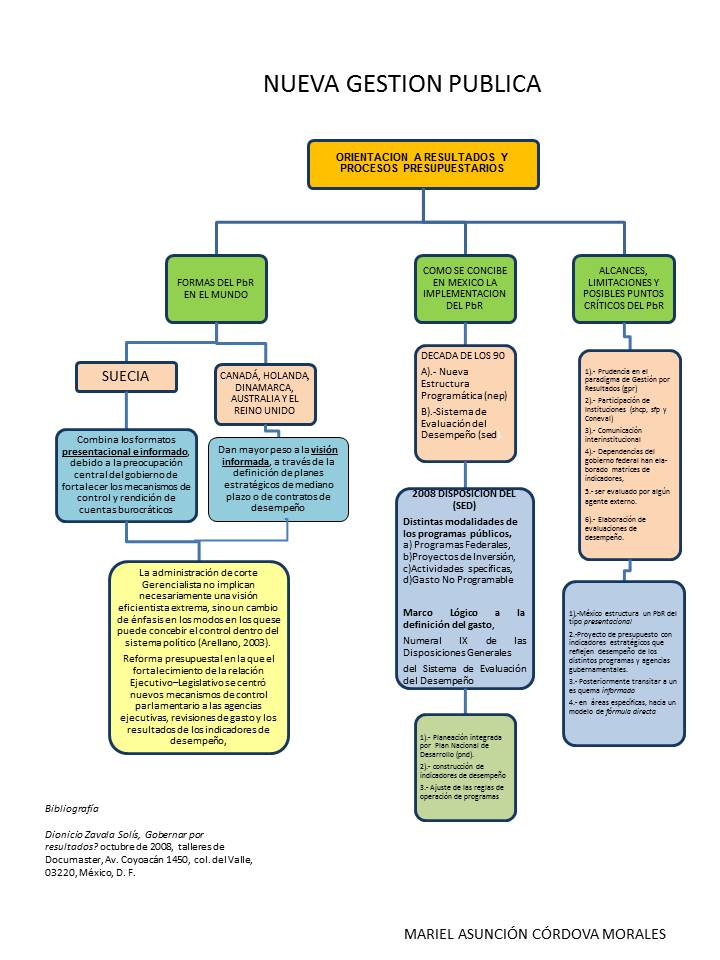 NUEVA GESTION PUBLICA
ORIENTACION A RESULTADOS Y
PROCESOS PRESUPUESTARIOS
FORMAS DEL PbR
EN EL MUNDO
SUECIA
CANADÁ, HOLANDA,
DINAMARCA,
AUSTRALIA Y EL
REINO UNIDO
Combina los formatos
presentacional e informado,
debido a la preocupación
central del gobierno de
fortalecer los mecanismos de
control y rendición de
cuentas burocráticos
Dan mayor peso a la visión
informada, a través de la
definición de planes
estratégicos de mediano
plazo o de contratos de
desempeño
La administración de corte
Gerencialista no implican
necesariamente una visión
eficientista extrema, sino un cambio
de énfasis en los modos en los que se
puede concebir el control dentro del
sistema político (Arellano, 2003).
Reforma presupuestal en la que el
fortalecimiento de la relación
Ejecutivo–Legislativo se centró
nuevos mecanismos de control
parlamentario a las agencias
ejecutivas, revisiones de gasto y los
resultados de los indicadores de
desempeño,
COMO SE CONCIBE
EN MEXICO LA
IMPLEMENTACION
DEL PbR
DECADA DE LOS 90
A).- Nueva
Estructura
Programática (nep)
B).-Sistema de
Evaluación del
Desempeño (sed)
2008 DISPOSICION DEL
(SED)
Distintas modalidades de
los programas públicos,
a) Programas Federales,
b)Proyectos de Inversión,
c)Actividades específicas,
d)Gasto No Programable
Marco Lógico a la
definición del gasto,
Numeral IX de las
Disposiciones Generales
del Sistema de Evaluación
del Desempeño
1).- Planeación integrada
por Plan Nacional de
Desarrollo (pnd).
2).- construcción de
indicadores de desempeño
3.- Ajuste de las reglas de
operación de programas
ALCANCES,
LIMITACIONES Y
POSIBLES PUNTOS
CRÍTICOS DEL PbR
1).- Prudencia en el
paradigma de Gestión por
Resultados (gpr)
2).- Participación de
Instituciones (shcp, sfp y
Coneval)
3).- Comunicación
interinstitucional
4).- Dependencias del
gobierno federal han ela-
borado matrices de
indicadores,
5.- ser evaluado por algún
agente externo.
6).- Elaboración de
evaluaciones de
desempeño.
1),-México estructura un PbR del
tipo presentacional
2.-Proyecto de presupuesto con
indicadores estratégicos que
reflejen desempeño de los
distintos programas y agencias
gubernamentales.
3.- Posteriormente transitar a un
es quema informado
4.- en áreas específicas, hacia un
modelo de fórmula directa
Bibliografía
Dionicio Zavala Solís, Gobernar por
resultados? octubre de 2008, talleres de
Documaster, Av. Coyoacán 1450, col. del Valle,
03220, México, D. F.
MARIEL ASUNCIÓN CÓRDOVA MORALES